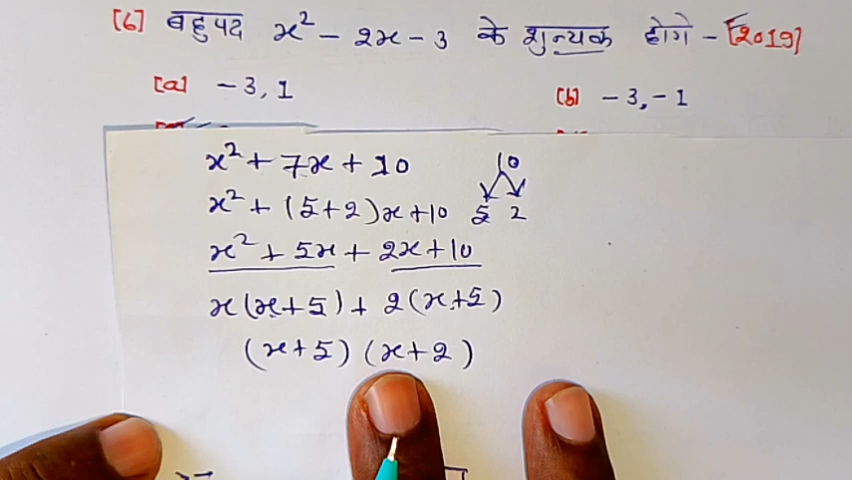 [6] बहुपद x² - 2x - 3 के शुन्यक होगे - [2019]
[a] -3, 1
[b] -3, -1
x² + 7x + 10
10
x² + (5+2)x+10
5 2
x² + 5x + 2x+10
x(x+5) + 2(x+5)
(x+5) (x+2)